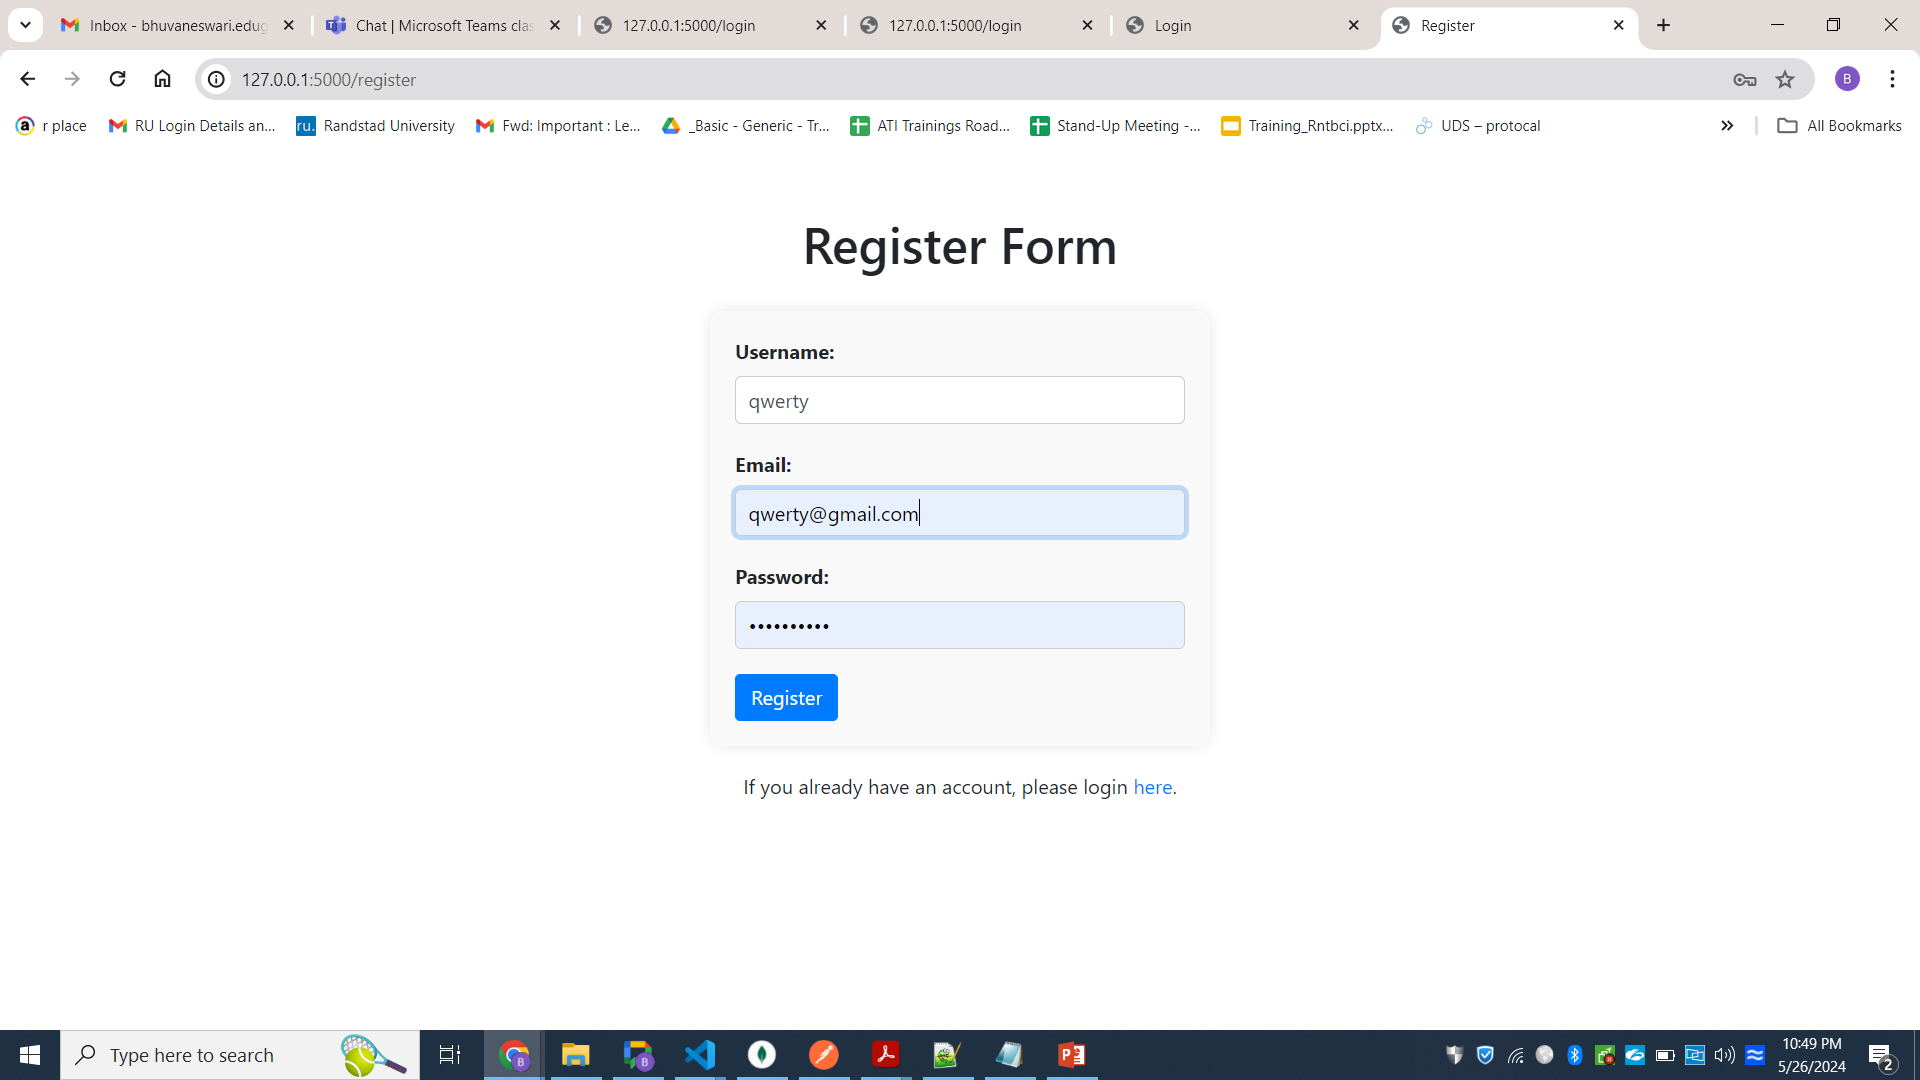 Inbox - bhuvaneswari.edug
Chat | Microsoft Teams clas
127.0.0.1:5000/login
127.0.0.1:5000/login
Login
Register
127.0.0.1:5000/register
B
a r place
RU Login Details an...
ru. Randstad University
Fwd: Important : Le...
_Basic - Generic - Tr...
ATI Trainings Road...
Stand-Up Meeting -...
Training_Rntbci.pptx...
UDS – protocal
All Bookmarks
Register Form
Username:
qwerty
Email:
qwerty@gmail.com
Password:
Register
If you already have an account, please login here.
Type here to search
10:49 PM
5/26/2024
2